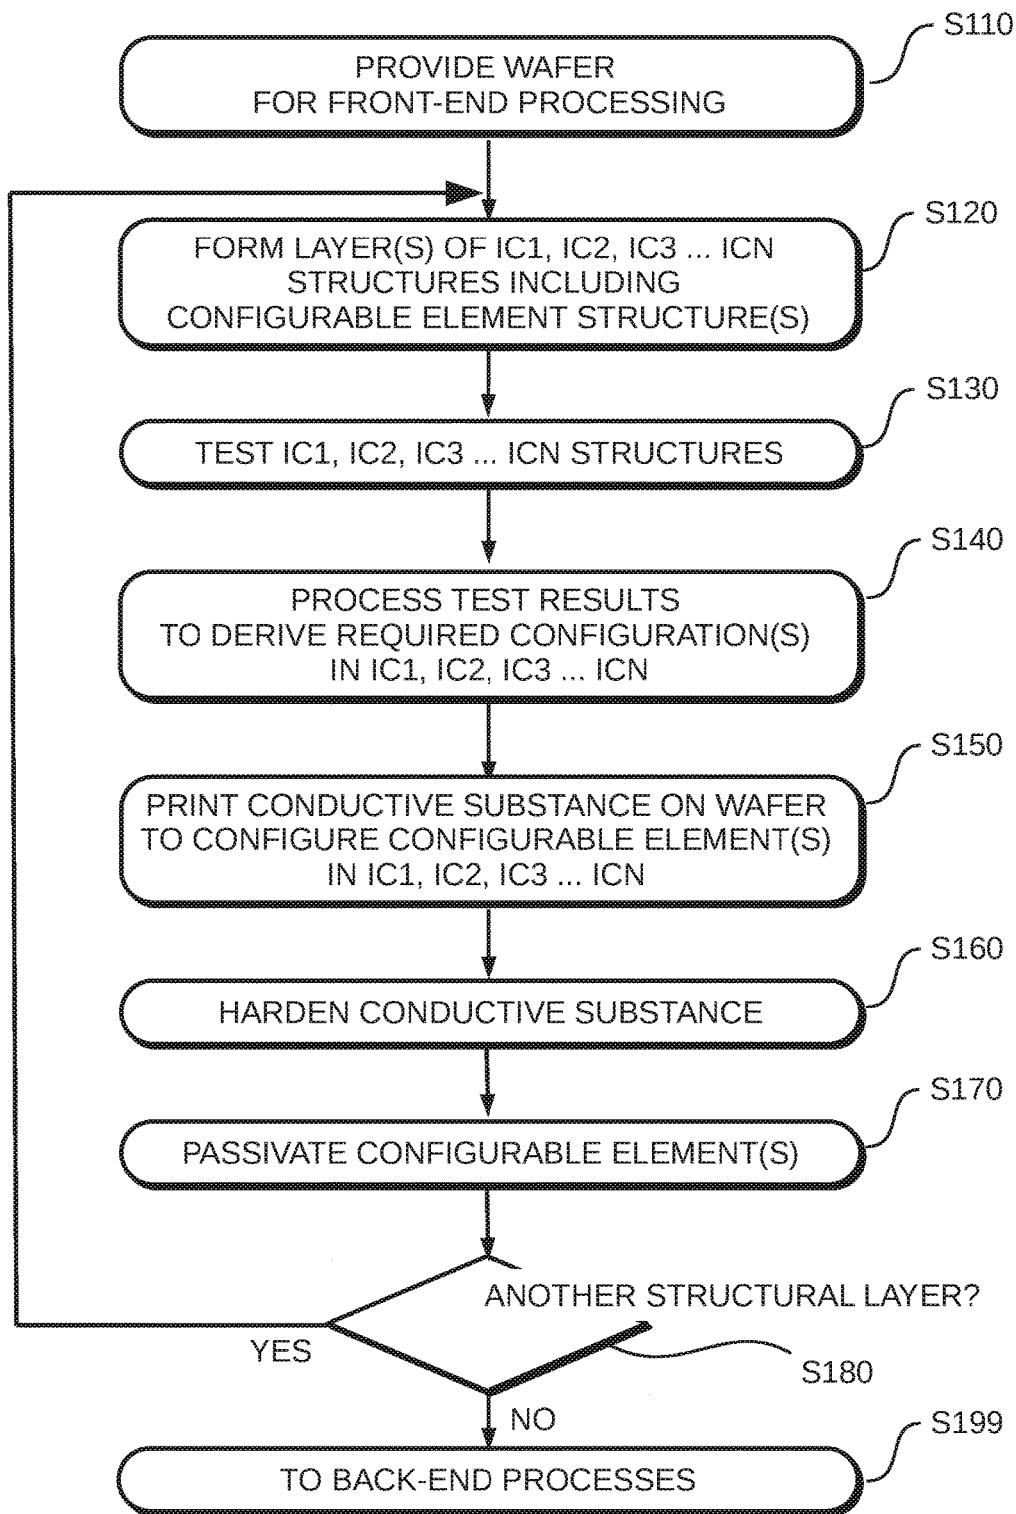 S110
PROVIDE WAFER
FOR FRONT-END PROCESSING
S120
FORM LAYER(S) OF IC1, IC2, IC3 ... ICN
STRUCTURES INCLUDING
CONFIGURABLE ELEMENT STRUCTURE(S)
S130
TEST IC1, IC2, IC3 ... ICN STRUCTURES
S140
PROCESS TEST RESULTS
TO DERIVE REQUIRED CONFIGURATION(S)
IN IC1, IC2, IC3 ... ICN
S150
PRINT CONDUCTIVE SUBSTANCE ON WAFER
TO CONFIGURE CONFIGURABLE ELEMENT(S)
IN IC1, IC2, IC3 ... ICN
S160
HARDEN CONDUCTIVE SUBSTANCE
S170
PASSIVATE CONFIGURABLE ELEMENT(S)
ANOTHER STRUCTURAL LAYER?
YES
S180
NO
S199
TO BACK-END PROCESSES